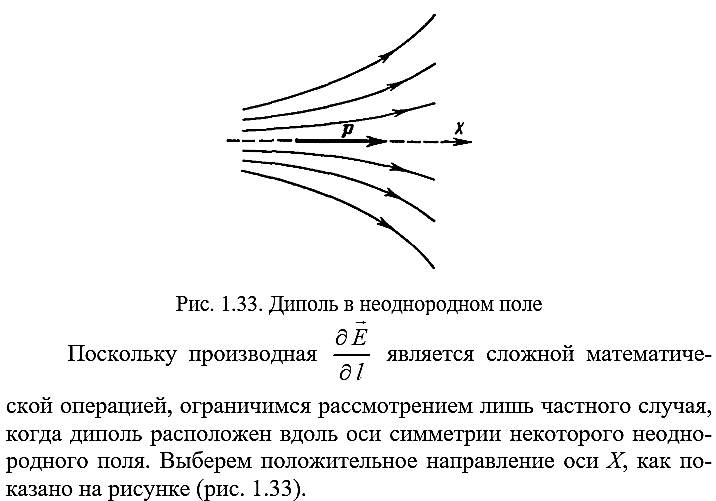 p X
Рис. 1.33. Диполь в неоднородном поле
Поскольку производная ∂E⃗/∂l является сложной математиче-
ской операцией, ограничимся рассмотрением лишь частного случая,
когда диполь расположен вдоль оси симметрии некоторого неодно-
родного поля. Выберем положительное направление оси X, как по-
казано на рисунке (рис. 1.33).